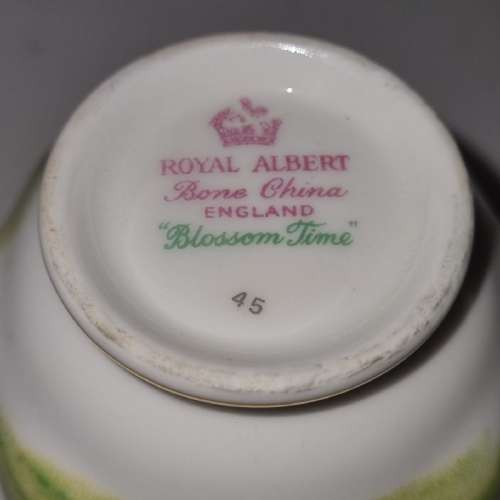 ROYAL ALBERT
Bone China
ENGLAND
"Blossom Time"
45